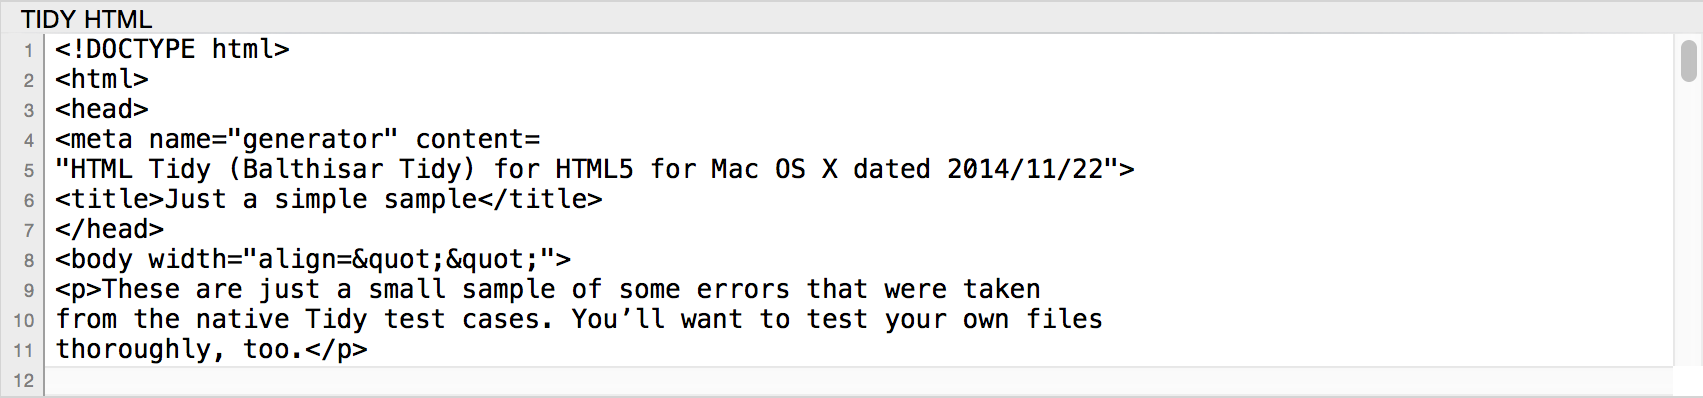 TIDY HTML
1 <!DOCTYPE html>
2 <html>
3 <head>
4 <meta name="generator" content=
5 "HTML Tidy (Balthisar Tidy) for HTML5 for Mac OS X dated 2014/11/22">
6 <title>Just a simple sample</title>
7 </head>
8 <body width="align=&quot;&quot;">
9 <p>These are just a small sample of some errors that were taken
10 from the native Tidy test cases. You’ll want to test your own files
11 thoroughly, too.</p>
12